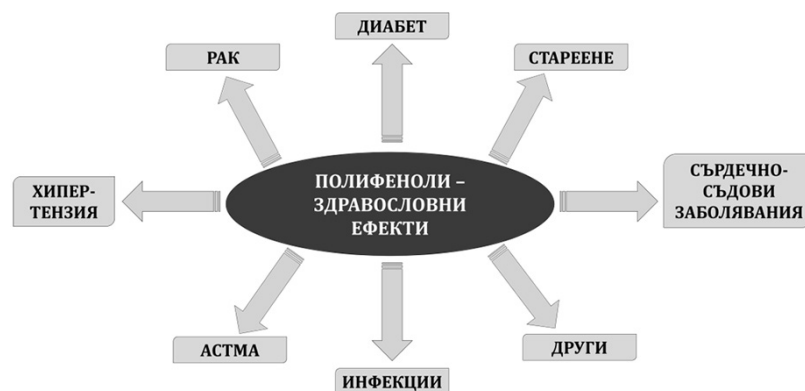 ДИАБЕТ
РАК
СТАРЕЕНЕ
ХИПЕР-
ТЕНЗИЯ
ПОЛИФЕНОЛИ –
ЗДРАВОСЛОВНИ
ЕФЕКТИ
СЪРДЕЧНО-
СЪДОВИ
ЗАБОЛЯВАНИЯ
АСТМА
ИНФЕКЦИИ
ДРУГИ